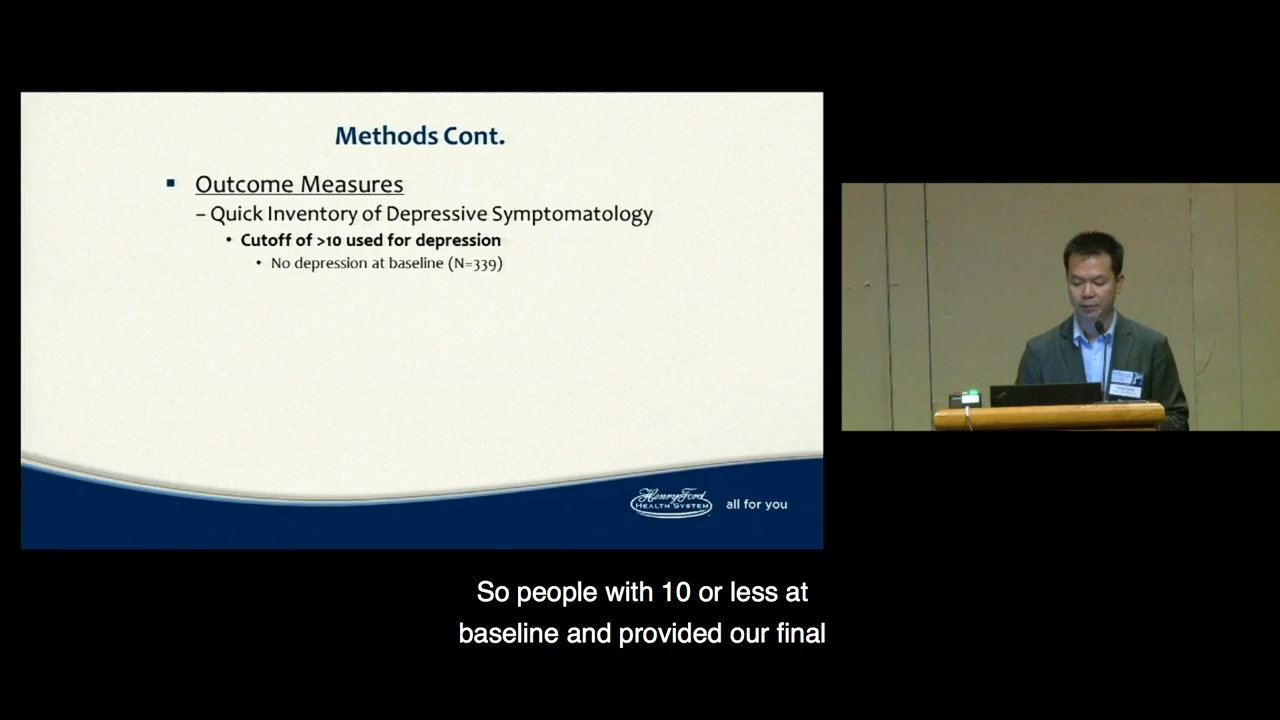 Methods Cont.
▪ Outcome Measures
– Quick Inventory of Depressive Symptomatology
• Cutoff of >10 used for depression
• No depression at baseline (N=339)
Henry Ford
HEALTH SYSTEM
all for you
So people with 10 or less at
baseline and provided our final